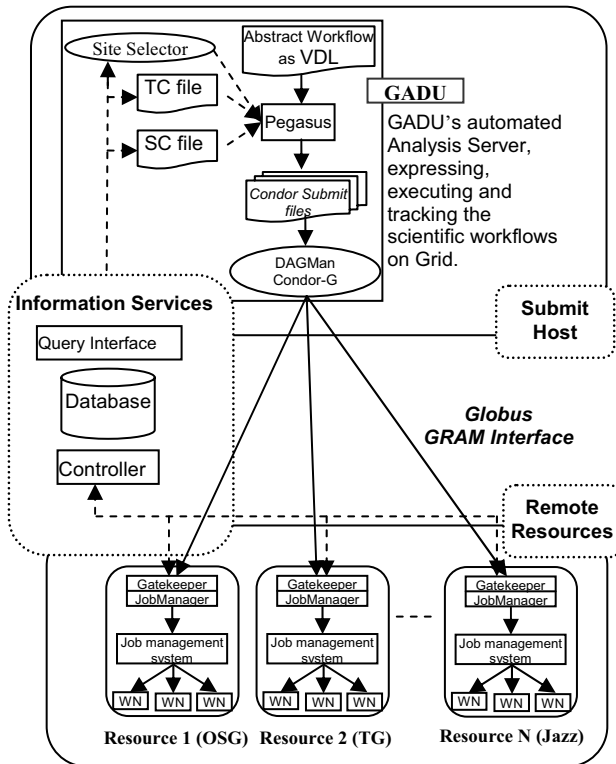 Abstract Workflow
as VDL
Site Selector
TC file
SC file
Pegasus
Condor Submit
files
DAGMan
Condor-G
GADU
GADU's automated
Analysis Server,
expressing,
executing and
tracking the
scientific workflows
on Grid.
Information Services
Query Interface
Database
Controller
Submit
Host
Globus
GRAM Interface
Remote
Resources
Gatekeeper
JobManager
Job management
system
WN WN WN
Resource 1 (OSG)
Gatekeeper
JobManager
Job management
system
WN WN WN
Resource 2 (TG)
Gatekeeper
JobManager
Job management
system
WN WN WN
Resource N (Jazz)